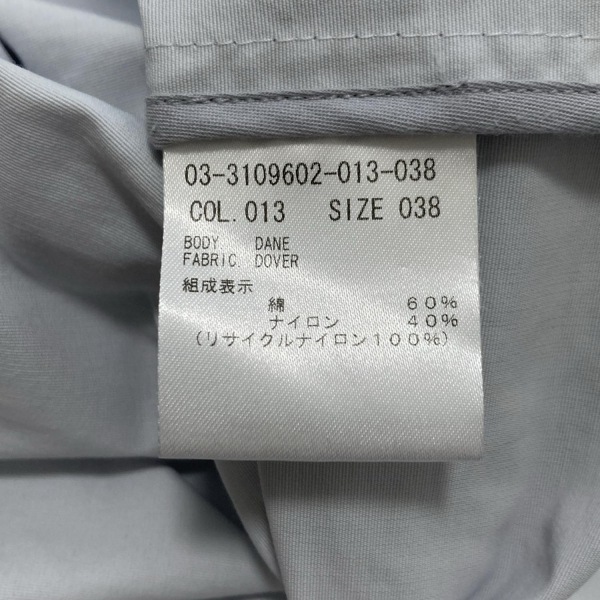 03-3109602-013-038
COL.013 SIZE 038
BODY DANE
FABRIC. DOVER
組成表示
綿 60%
ナイロン 40%
(リサイクルナイロン100%)